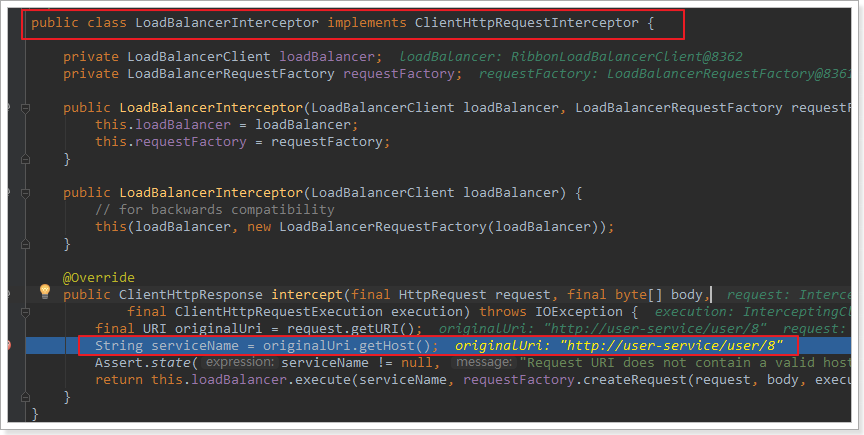 public class LoadBalancerInterceptor implements ClientHttpRequestInterceptor {
private LoadBalancerClient loadBalancer; loadBalancer: RibbonLoadBalancerClient@8362
private LoadBalancerRequestFactory requestFactory; requestFactory: LoadBalancerRequestFactory@8361
public LoadBalancerInterceptor(LoadBalancerClient loadBalancer, LoadBalancerRequestFactory requestF
this.loadBalancer = loadBalancer;
this.requestFactory = requestFactory;
}
public LoadBalancerInterceptor(LoadBalancerClient loadBalancer) {
// for backwards compatibility
this(loadBalancer, new LoadBalancerRequestFactory(loadBalancer));
}
@Override
public ClientHttpResponse intercept(final HttpRequest request, final byte[] body, request: Interce
final ClientHttpRequestExecution execution) throws IOException { execution: InterceptingCl
final URI originalUri = request.getURI(); originalUri: "http://user-service/user/8" request:
String serviceName = originalUri.getHost(); originalUri: "http://user-service/user/8"
Assert.state( expression: serviceName != null, message: "Request URI does not contain a valid host
return this.loadBalancer.execute(serviceName, requestFactory.createRequest(request, body, execu
}
}